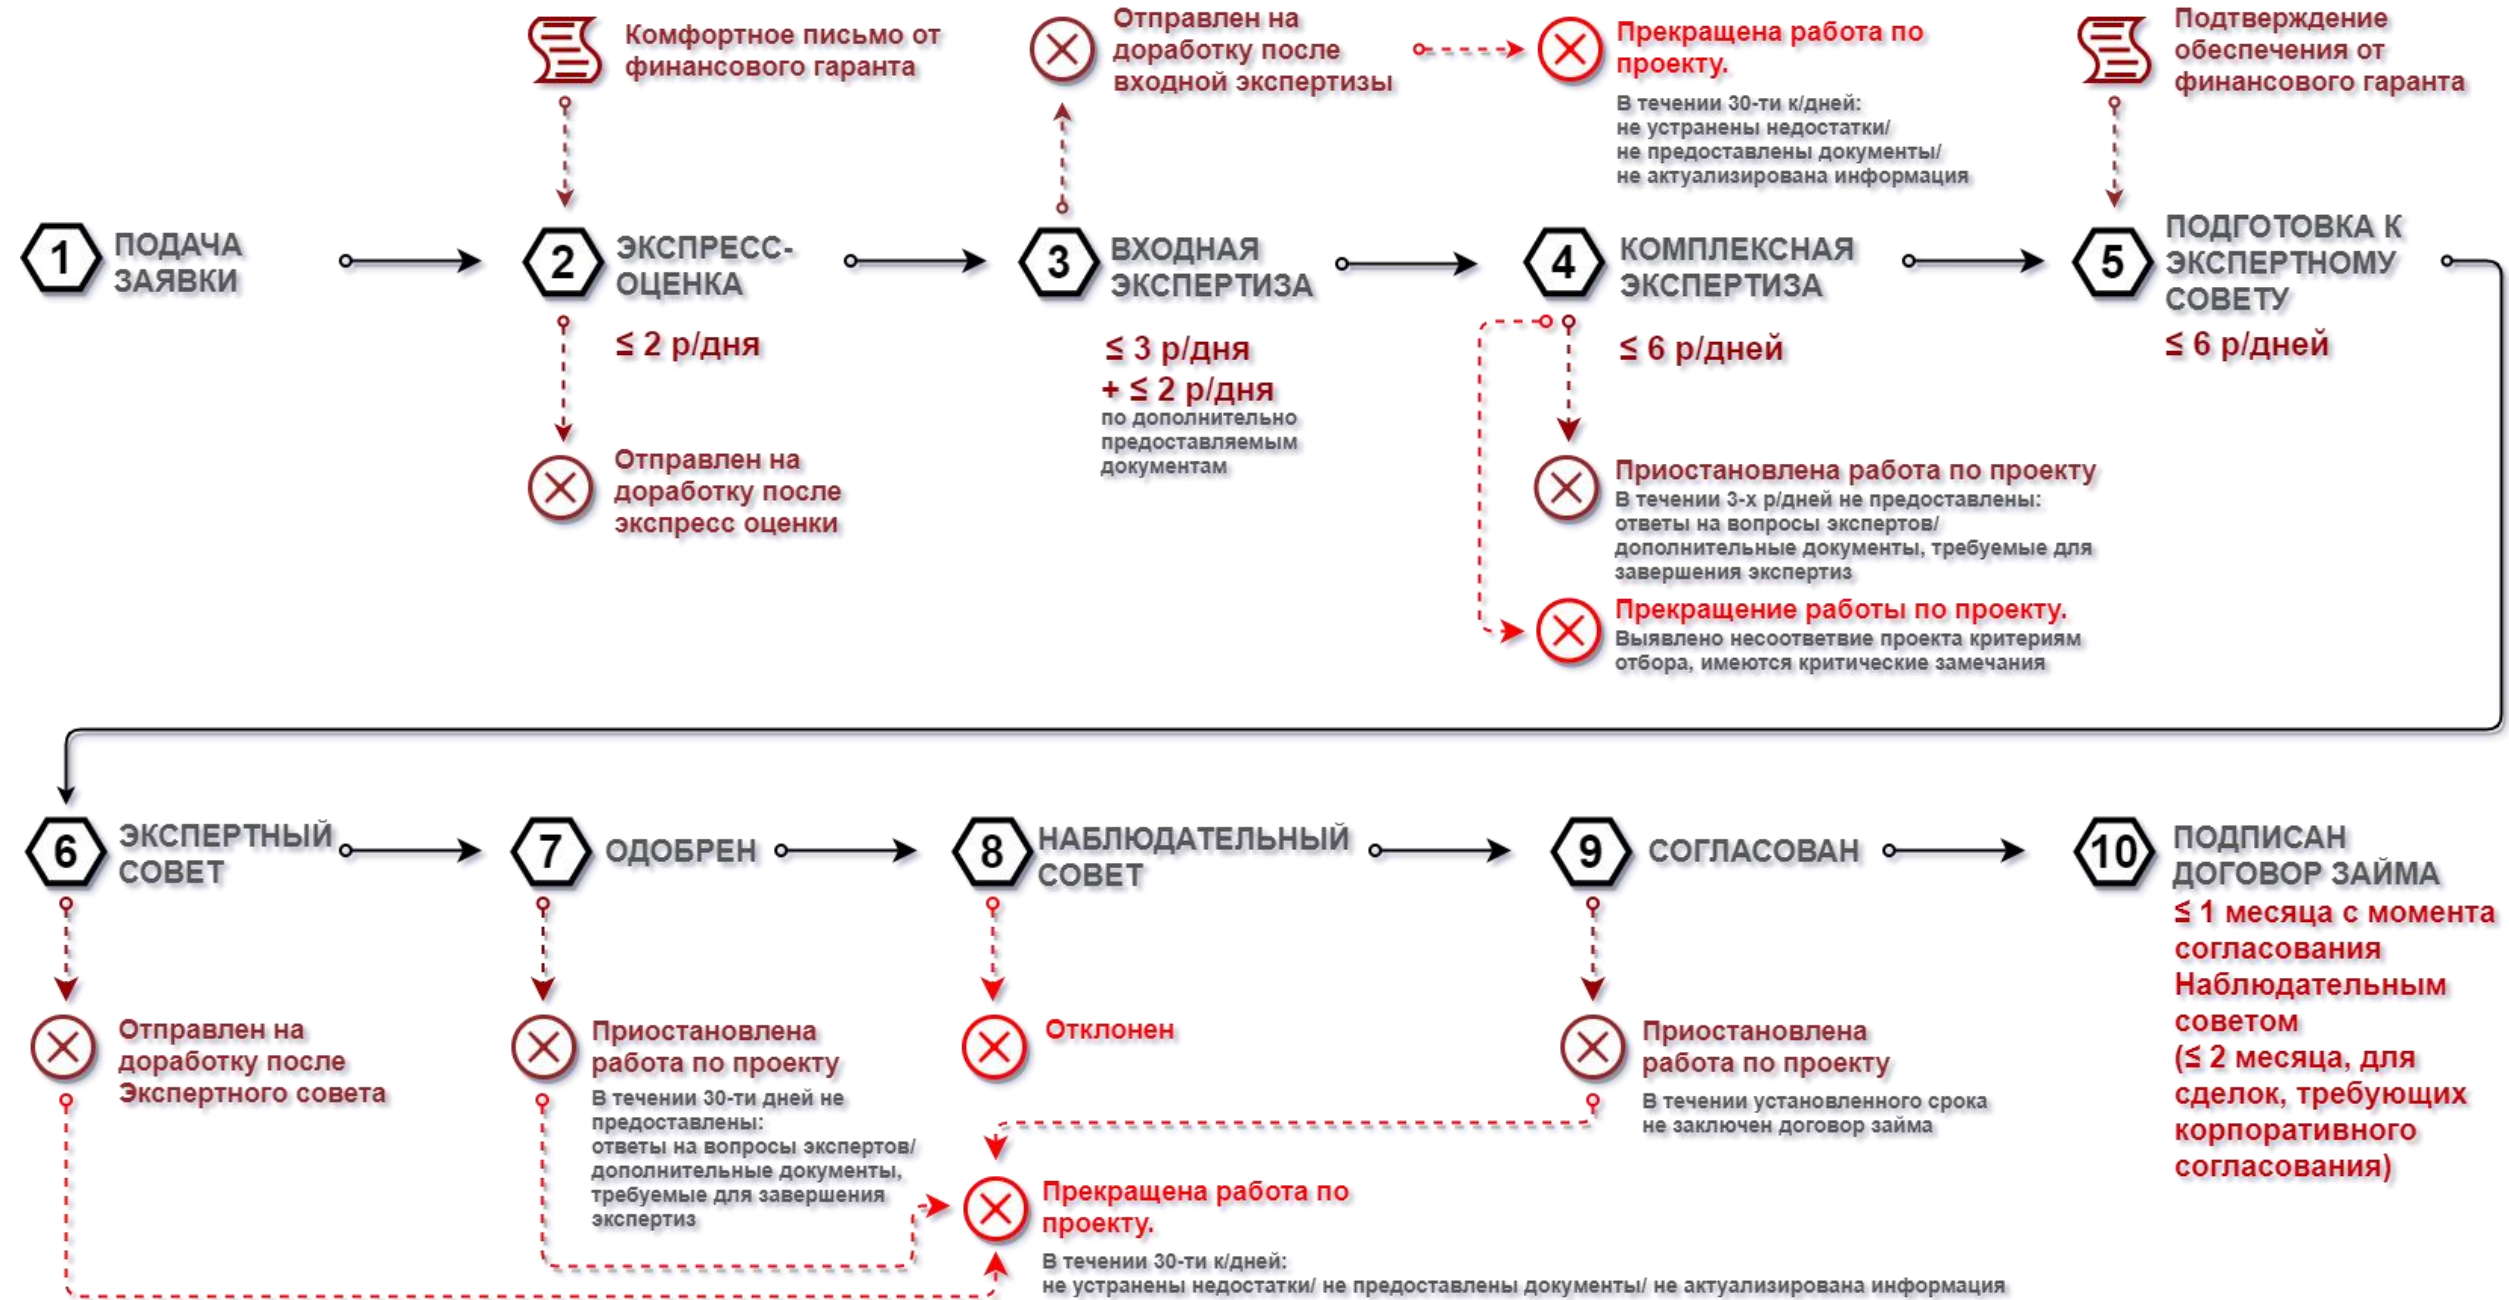 Комфортное письмо от
финансового гаранта
Отправлен на
доработку после
входной экспертизы
Прекращена работа по
проекту.
В течении 30-ти к/дней:
не устранены недостатки/
не предоставлены документы/
не актуализирована информация
Подтверждение
обеспечения от
финансового гаранта
1
ПОДАЧА
ЗАЯВКИ
2
ЭКСПРЕСС-
ОЦЕНКА
≤ 2 р/дня
3
ВХОДНАЯ
ЭКСПЕРТИЗА
≤ 3 р/дня
+ ≤ 2 р/дня
по дополнительно
предоставляемым
документам
4
КОМПЛЕКСНАЯ
ЭКСПЕРТИЗА
≤ 6 р/дней
5
ПОДГОТОВКА К
ЭКСПЕРТНОМУ
СОВЕТУ
≤ 6 р/дней
Отправлен на
доработку после
экспресс оценки
Приостановлена работа по проекту
В течении 3-х р/дней не предоставлены:
ответы на вопросы экспертов/
дополнительные документы, требуемые для
завершения экспертиз
Прекращение работы по проекту.
Выявлено несоответвие проекта критериям
отбора, имеются критические замечания
6
ЭКСПЕРТНЫЙ
СОВЕТ
7
ОДОБРЕН
8
НАБЛЮДАТЕЛЬНЫЙ
СОВЕТ
9
СОГЛАСОВАН
10
ПОДПИСАН
ДОГОВОР ЗАЙМА
≤ 1 месяца с момента
согласования
Наблюдательным
советом
(≤ 2 месяца, для
сделок, требующих
корпоративного
согласования)
Отправлен на
доработку после
Экспертного совета
Приостановлена
работа по проекту
В течении 30-ти дней не
предоставлены:
ответы на вопросы экспертов/
дополнительные документы,
требуемые для завершения
экспертиз
Отклонен
Приостановлена
работа по проекту
В течении установленного срока
не заключен договор займа
Прекращена работа по
проекту.
В течении 30-ти к/дней:
не устранены недостатки/ не предоставлены документы/ не актуализирована информация